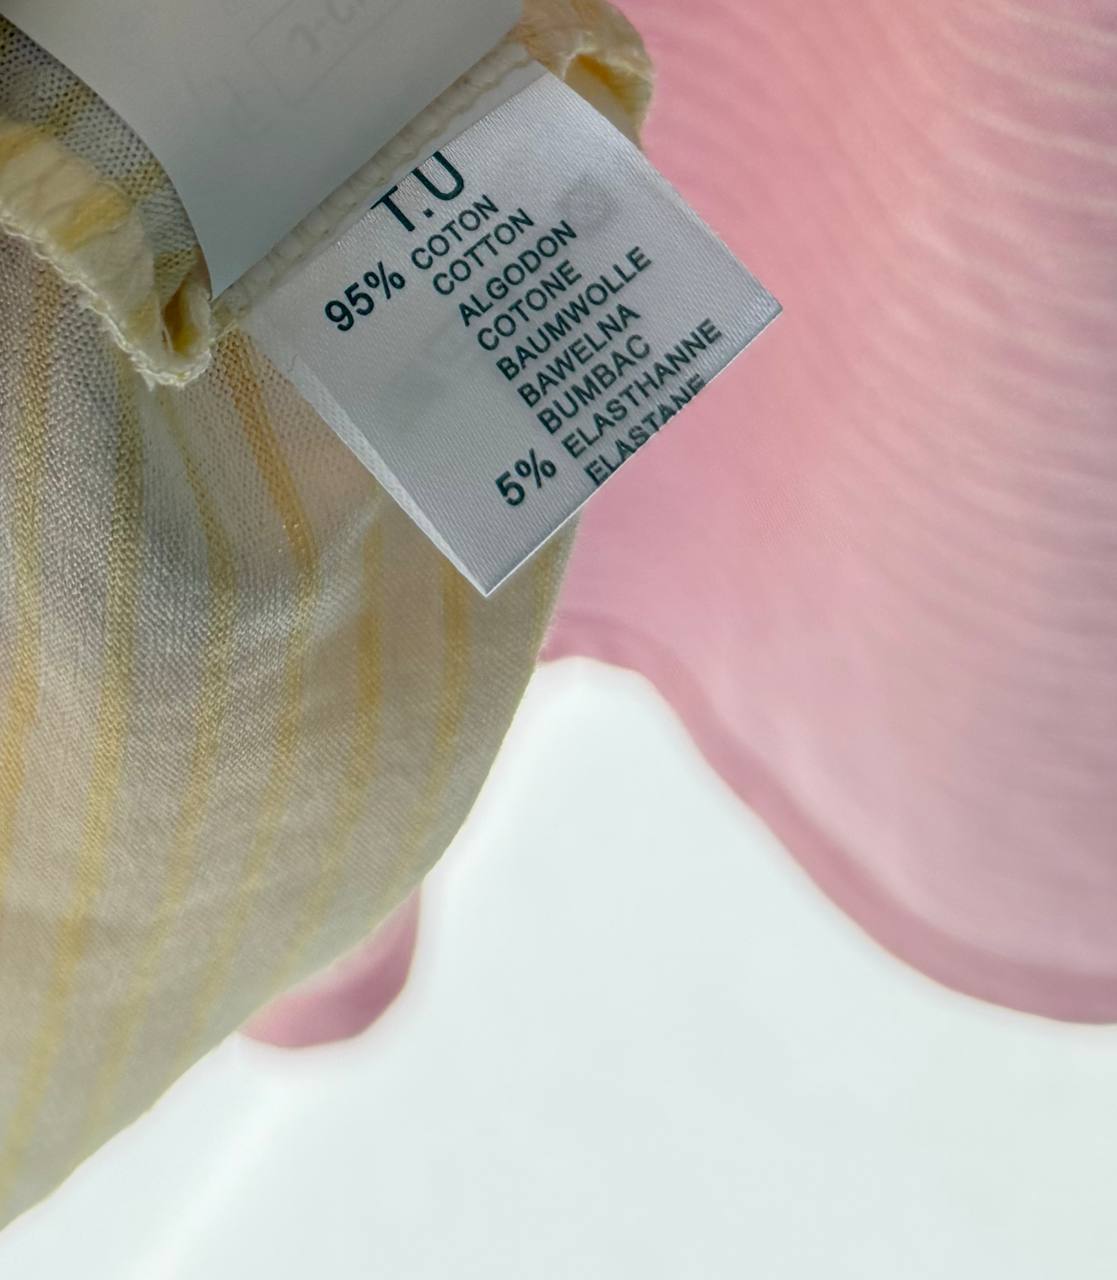 T.U
95% COTON
COTTON
ALGODON
COTONE
BAUMWOLLE
BAWELNA
BUMBAC
5% ELASTHANNE
ELASTANE